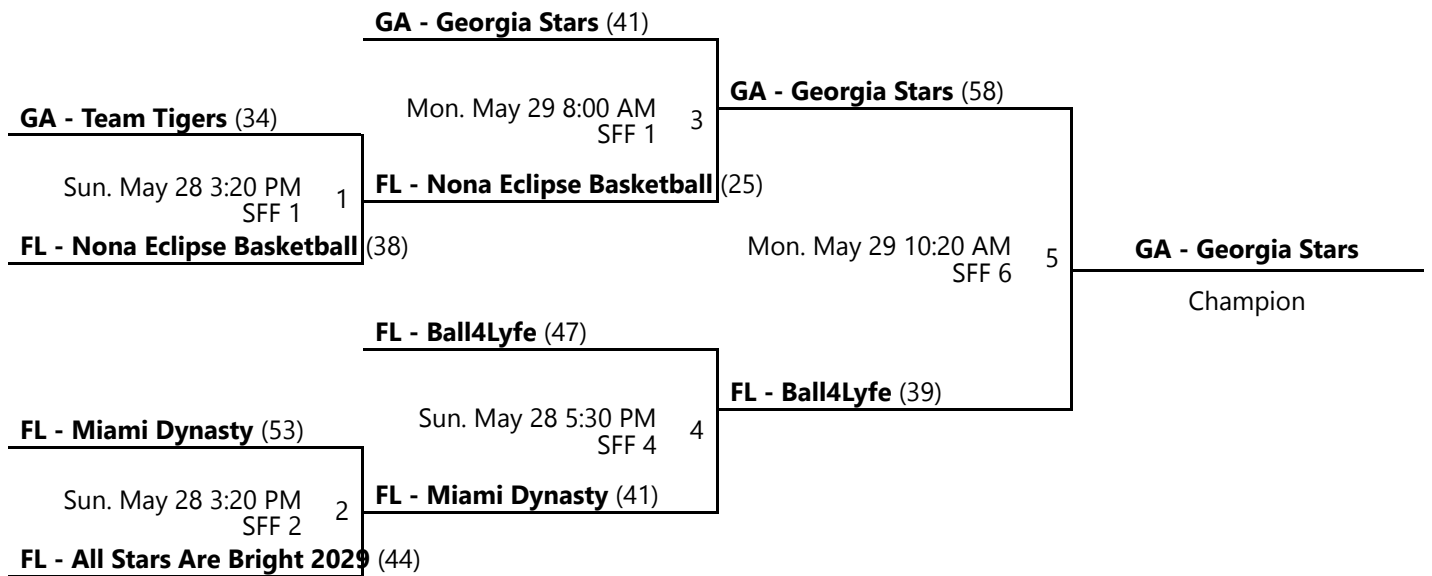 GA - Georgia Stars (41)
GA - Georgia Stars (58)
Mon. May 29 8:00 AM
SFF 1
3
GA - Team Tigers (34)
Sun. May 28 3:20 PM
SFF 1
1
FL - Nona Eclipse Basketball (25)
FL - Nona Eclipse Basketball (38)
Mon. May 29 10:20 AM
SFF 6
5
GA - Georgia Stars
Champion
FL - Ball4Lyfe (47)
FL - Ball4Lyfe (39)
Sun. May 28 5:30 PM
SFF 4
4
FL - Miami Dynasty (53)
Sun. May 28 3:20 PM
SFF 2
2
FL - Miami Dynasty (41)
FL - All Stars Are Bright 2029 (44)